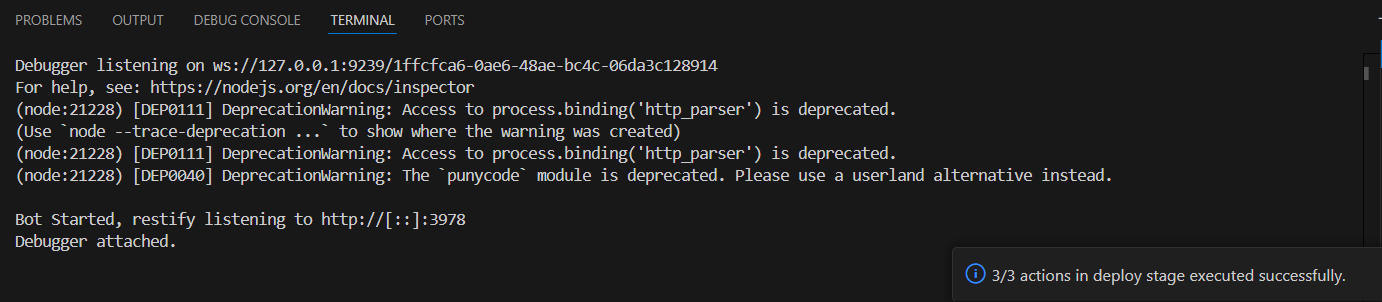 PROBLEMS OUTPUT DEBUG CONSOLE TERMINAL PORTS
Debugger listening on ws://127.0.0.1:9239/1ffcfca6-0ae6-48ae-bc4c-06da3c128914
For help, see: https://nodejs.org/en/docs/inspector
(node:21228) [DEP0111] DeprecationWarning: Access to process.binding('http_parser') is deprecated.
(Use `node --trace-deprecation ...` to show where the warning was created)
(node:21228) [DEP0111] DeprecationWarning: Access to process.binding('http_parser') is deprecated.
(node:21228) [DEP0040] DeprecationWarning: The `punycode` module is deprecated. Please use a userland alternative instead.
Bot Started, restify listening to http://[::]:3978
Debugger attached.
3/3 actions in deploy stage executed successfully.